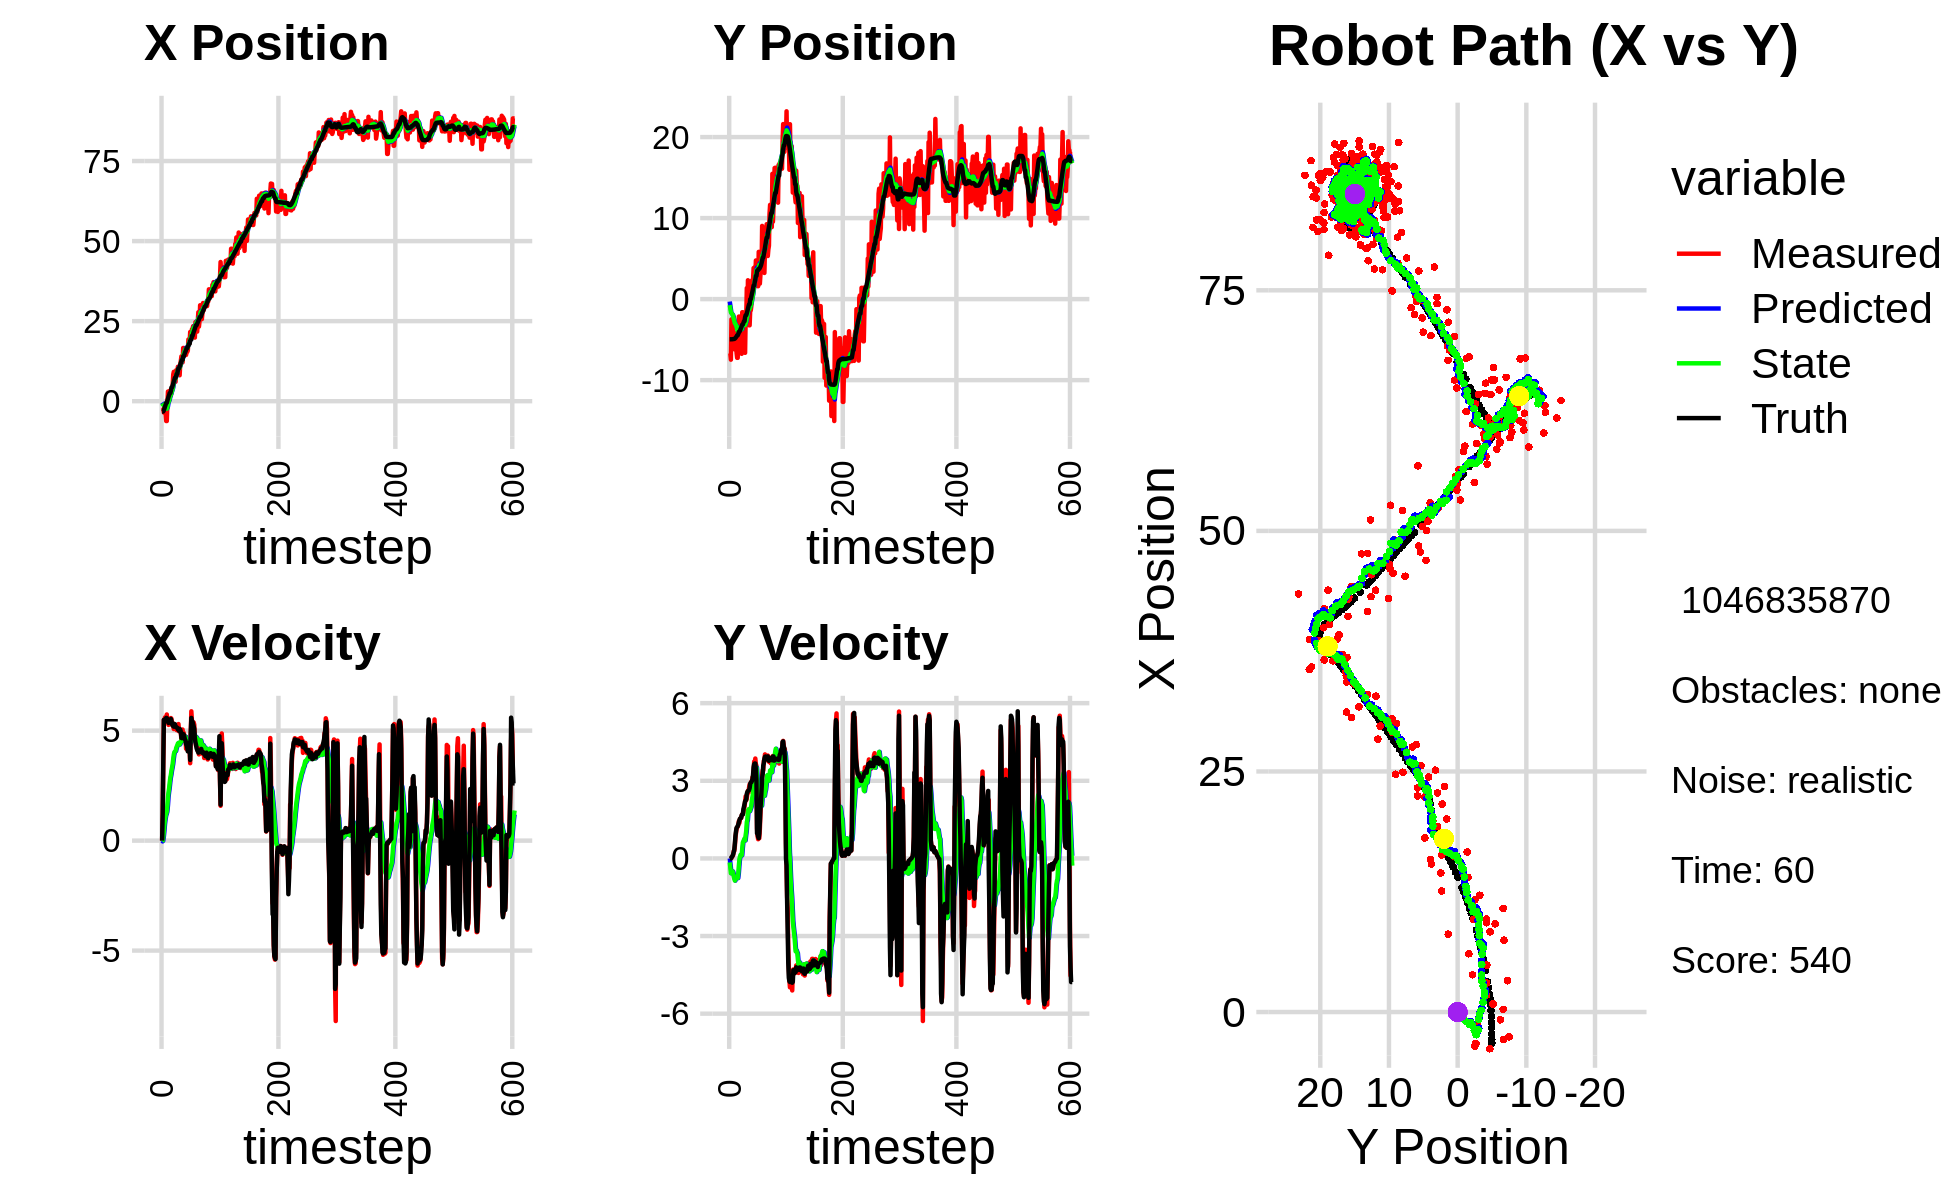 X Position
75
50
25
0
0
200
400
600
timestep
Y Position
20
10
0
-10
0
200
400
600
timestep
X Velocity
5
0
-5
0
200
400
600
timestep
Y Velocity
6
3
0
-3
-6
0
200
400
600
timestep
Robot Path (X vs Y)
X Position
75
50
25
0
20 10 0 -10 -20
Y Position
variable
Measured
Predicted
State
Truth
1046835870
Obstacles: none
Noise: realistic
Time: 60
Score: 540